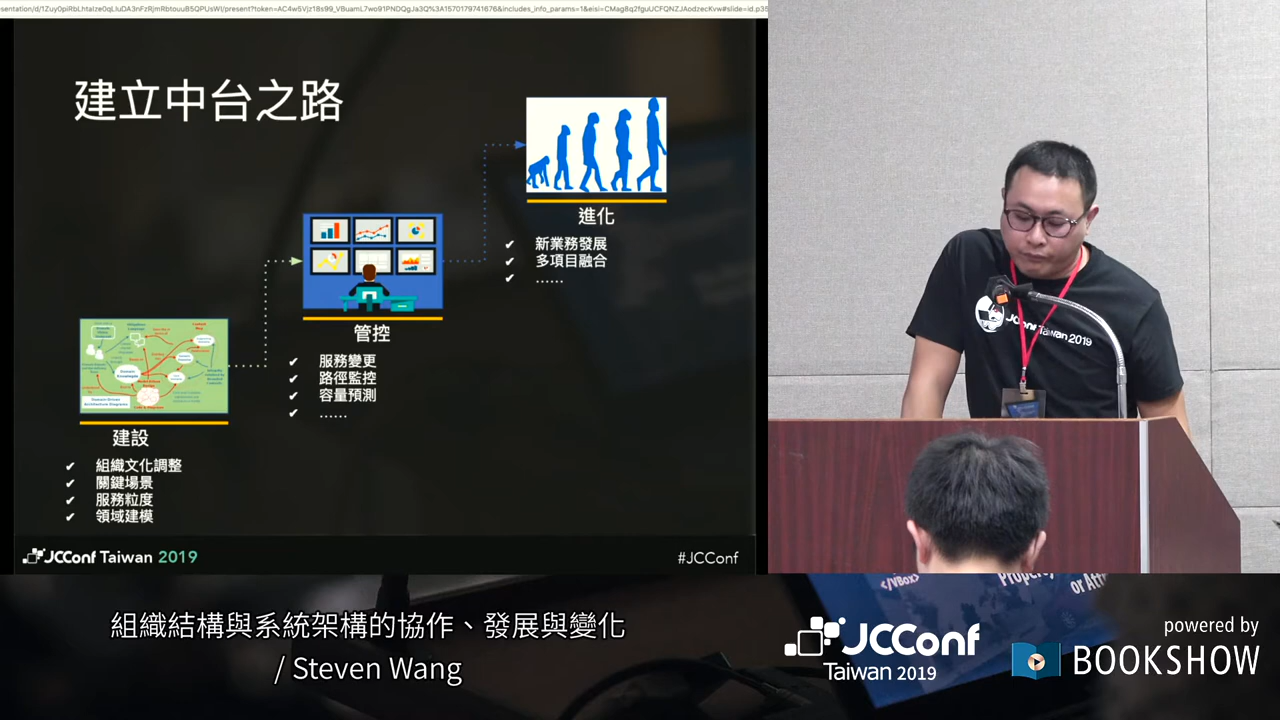 建立中台之路
進化
✔ 新業務發展
✔ 多項目融合
✔ ......
管控
✔ 服務變更
✔ 路徑監控
✔ 容量預測
✔ ......
建設
✔ 組織文化調整
✔ 關鍵場景
✔ 服務粒度
✔ 領域建模
JCConf Taiwan 2019
#JCConf
JCConf Taiwan 2019
</VBox>
組織結構與系統架構的協作、發展與變化
/ Steven Wang
JCConf
Taiwan 2019
powered by
BOOKSHOW